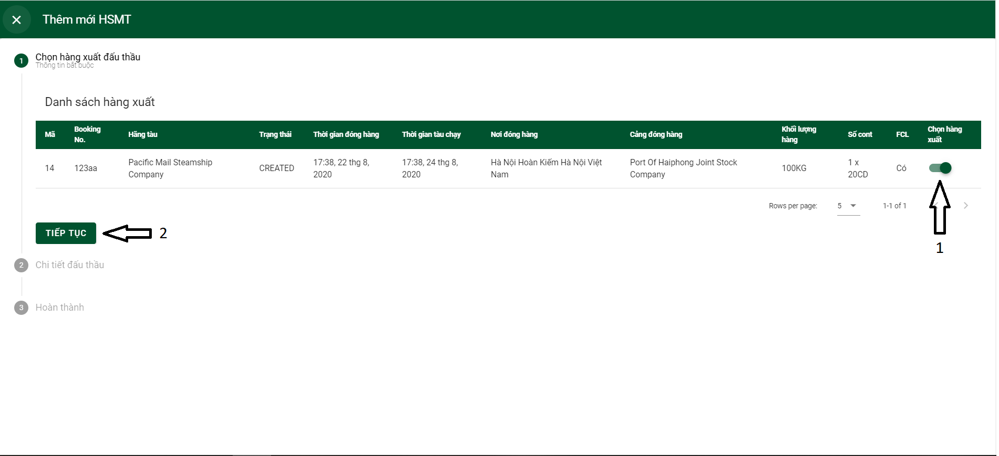 Thêm mới HSMT
1 Chọn hàng xuất đấu thầu
Thông tin bắt buộc
Danh sách hàng xuất
Mã Booking No. Hãng tàu Trạng thái Thời gian đóng hàng Thời gian tàu chạy Nơi đóng hàng Cảng đóng hàng Khối lượng hàng Số cont FCL Chọn hàng xuất
14 123aa Pacific Mail Steamship Company CREATED 17:38, 22 thg 8, 2020 17:38, 24 thg 8, 2020 Hà Nội Hoàn Kiếm Hà Nội Việt Nam Port Of Haiphong Joint Stock Company 100KG 1 x 20CD Có
Rows per page: 5 1-1 of 1
TIẾP TỤC 2
1
2 Chi tiết đấu thầu
3 Hoàn thành